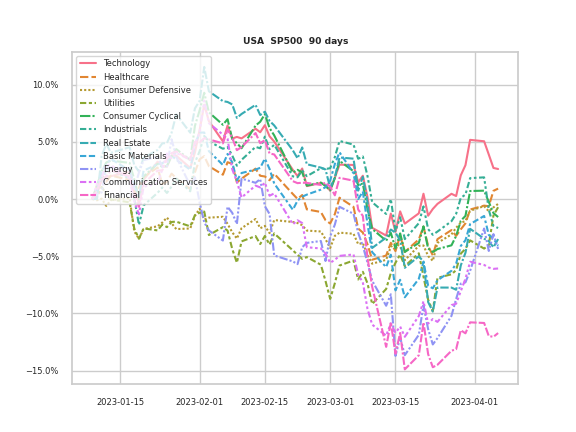 USA SP500 90 days
10.0%
5.0%
0.0%
−5.0%
−10.0%
−15.0%
Technology
Healthcare
Consumer Defensive
Utilities
Consumer Cyclical
Industrials
Real Estate
Basic Materials
Energy
Communication Services
Financial
2023-01-15
2023-02-01
2023-02-15
2023-03-01
2023-03-15
2023-04-01